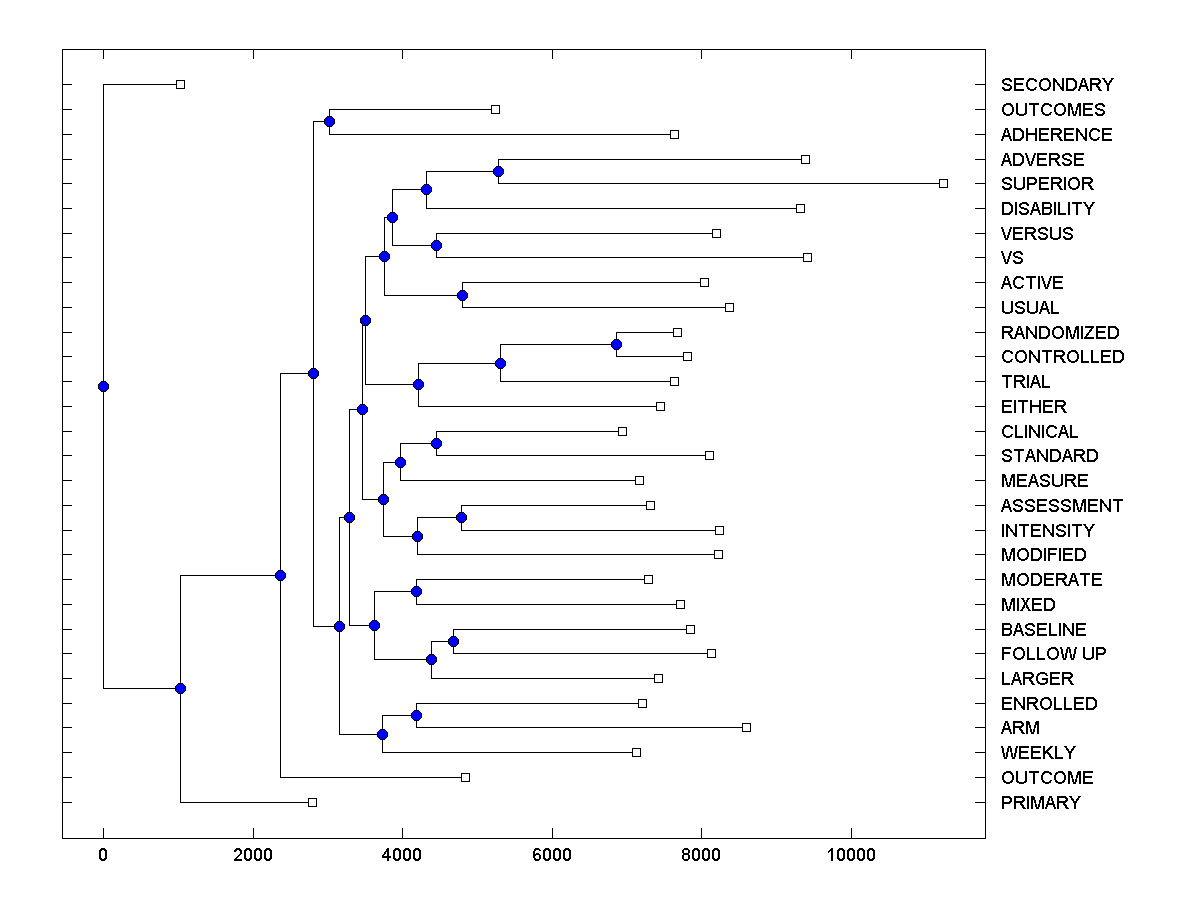 SECONDARY
OUTCOMES
ADHERENCE
ADVERSE
SUPERIOR
DISABILITY
VERSUS
VS
ACTIVE
USUAL
RANDOMIZED
CONTROLLED
TRIAL
EITHER
CLINICAL
STANDARD
MEASURE
ASSESSMENT
INTENSITY
MODIFIED
MODERATE
MIXED
BASELINE
FOLLOW UP
LARGER
ENROLLED
ARM
WEEKLY
OUTCOME
PRIMARY
0 2000 4000 6000 8000 10000